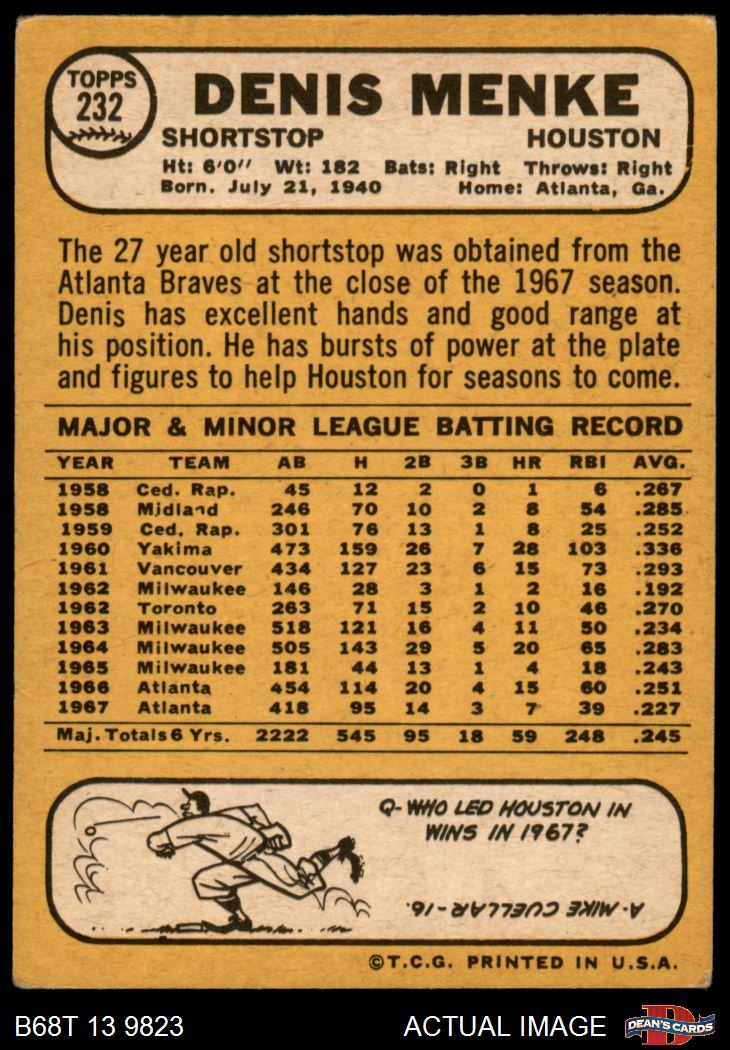 TOPPS
232
DENIS MENKE
SHORTSTOP HOUSTON
Ht: 6'0'' Wt: 182 Bats: Right Throws: Right
Born. July 21, 1940 Home: Atlanta, Ga.
The 27 year old shortstop was obtained from the
Atlanta Braves at the close of the 1967 season.
Denis has excellent hands and good range at
his position. He has bursts of power at the plate
and figures to help Houston for seasons to come.
MAJOR & MINOR LEAGUE BATTING RECORD
YEAR TEAM AB H 2B 3B HR RBI AVG.
1958 Ced. Rap. 45 12 2 0 1 6 .267
1958 Midland 246 70 10 2 8 54 .285
1959 Ced. Rap. 301 76 13 1 8 25 .252
1960 Yakima 473 159 26 7 28 103 .336
1961 Vancouver 434 127 23 6 15 73 .293
1962 Milwaukee 146 28 3 1 2 16 .192
1962 Toronto 263 71 15 2 10 46 .270
1963 Milwaukee 518 121 16 4 11 50 .234
1964 Milwaukee 505 143 29 5 20 65 .283
1965 Milwaukee 181 44 13 1 4 18 .243
1966 Atlanta 454 114 20 4 15 60 .251
1967 Atlanta 418 95 14 3 7 39 .227
Maj. Totals 6 Yrs. 2222 545 95 18 59 248 .245
Q- WHO LED HOUSTON IN
WINS IN 1967?
A- MIKE CUELLAR-16.
©T.C.G. PRINTED IN U.S.A.
B68T 13 9823 ACTUAL IMAGE
D
DEAN'S CARDS